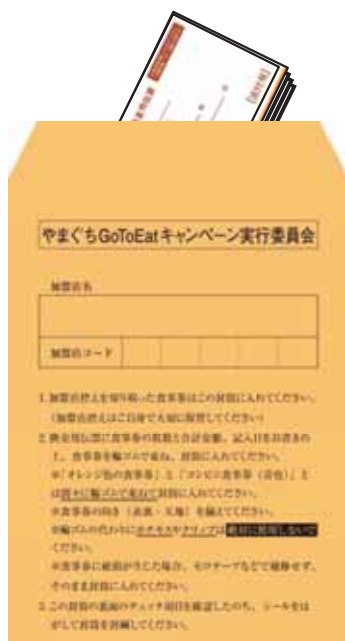 やまぐちGoToEatキャンペーン実行委員会
加盟店名
加盟店コード
1. 加盟店控えを切り取った食事券はこの封筒に入れてください。
(加盟店控えはご自身で大切に保管してください)
2. 換金用伝票に食事券の枚数と合計金額、記入日をお書きの
上、食事券を輪ゴムで束ね、封筒に入れてください。
※「オレンジ色の食事券」と「コンビニ食事券(青色)」と
は別々に輪ゴムで束ねて封筒に入れてください。
※食事券の向き(表裏・天地)を揃えてください。
※輪ゴムの代わりにホチキスやクリップは絶対に使用しないで
ください。
※食事券に破損が生じた場合、セロテープなどで補修せず、
そのまま封筒に入れてください。
3. この封筒の裏面のチェック項目を確認したのち、シールをは
がして封筒を封緘してください。